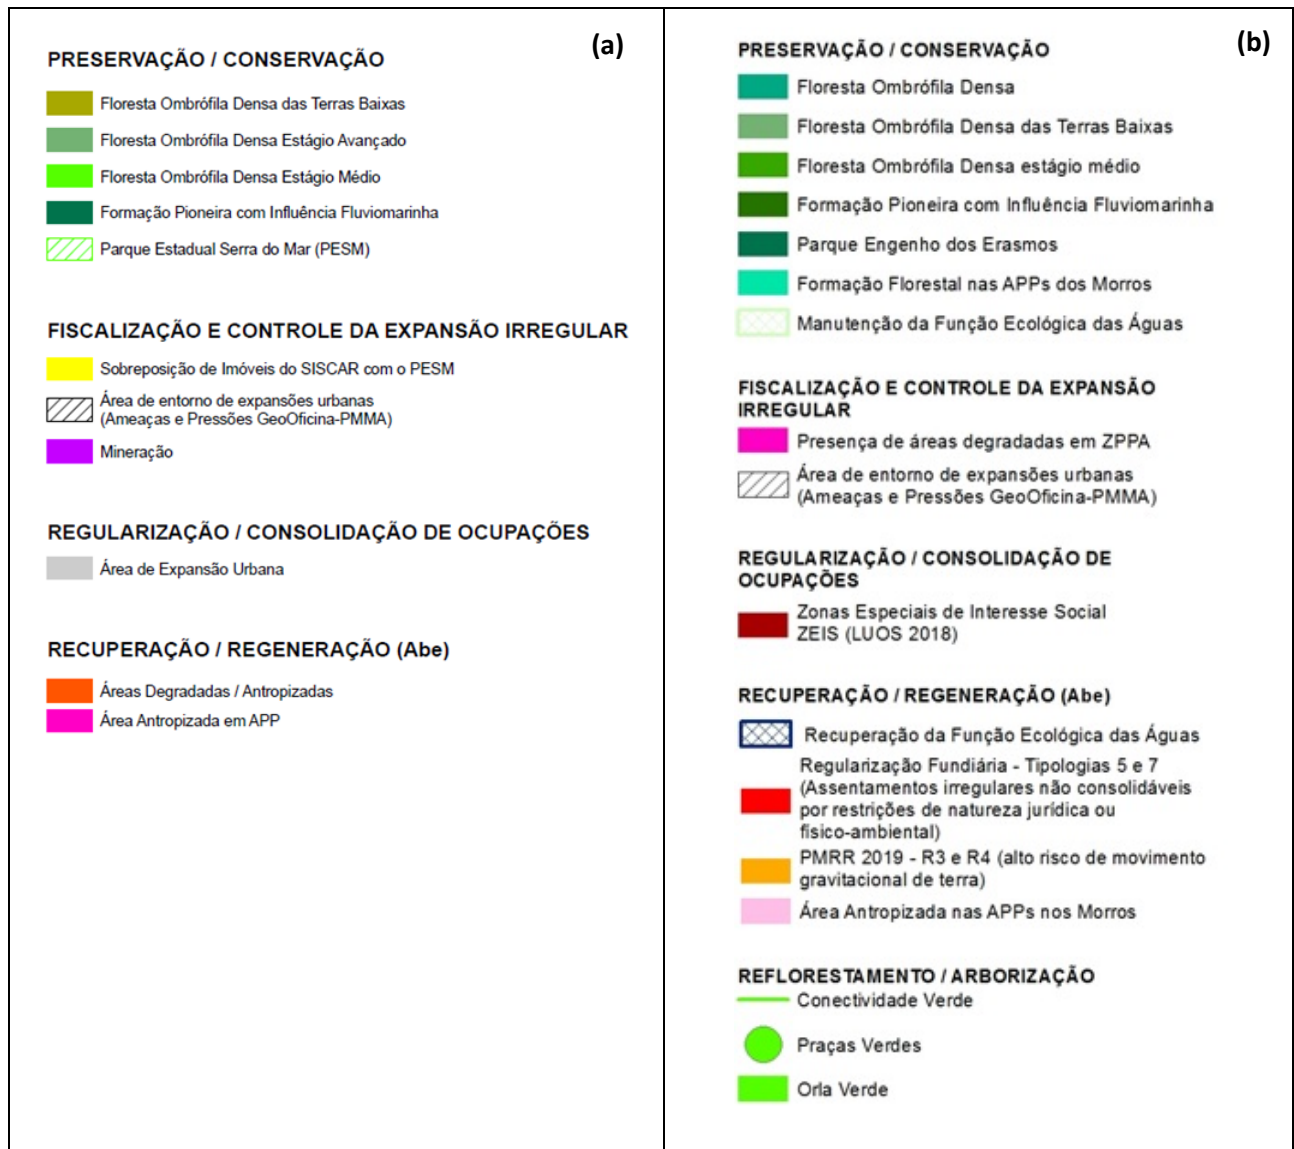 (a)
PRESERVAÇÃO / CONSERVAÇÃO
Floresta Ombrófila Densa das Terras Baixas
Floresta Ombrófila Densa Estágio Avançado
Floresta Ombrófila Densa Estágio Médio
Formação Pioneira com Influência Fluviomarinha
Parque Estadual Serra do Mar (PESM)
FISCALIZAÇÃO E CONTROLE DA EXPANSÃO IRREGULAR
Sobreposição de Imóveis do SISCAR com o PESM
Área de entorno de expansões urbanas
(Ameaças e Pressões GeoOficina-PMMA)
Mineração
REGULARIZAÇÃO / CONSOLIDAÇÃO DE OCUPAÇÕES
Área de Expansão Urbana
RECUPERAÇÃO / REGENERAÇÃO (Abe)
Áreas Degradadas / Antropizadas
Área Antropizada em APP
(b)
PRESERVAÇÃO / CONSERVAÇÃO
Floresta Ombrófila Densa
Floresta Ombrófila Densa das Terras Baixas
Floresta Ombrófila Densa estágio médio
Formação Pioneira com Influência Fluviomarinha
Parque Engenho dos Erasmos
Formação Florestal nas APPs dos Morros
Manutenção da Função Ecológica das Águas
FISCALIZAÇÃO E CONTROLE DA EXPANSÃO
IRREGULAR
Presença de áreas degradadas em ZPPA
Área de entorno de expansões urbanas
(Ameaças e Pressões GeoOficina-PMMA)
REGULARIZAÇÃO / CONSOLIDAÇÃO DE
OCUPAÇÕES
Zonas Especiais de Interesse Social
ZEIS (LUOS 2018)
RECUPERAÇÃO / REGENERAÇÃO (Abe)
Recuperação da Função Ecológica das Águas
Regularização Fundiária - Tipologias 5 e 7
(Assentamentos irregulares não consolidáveis
por restrições de natureza jurídica ou
físico-ambiental)
PMRR 2019 - R3 e R4 (alto risco de movimento
gravitacional de terra)
Área Antropizada nas APPs nos Morros
REFLORESTAMENTO / ARBORIZAÇÃO
Conectividade Verde
Praças Verdes
Orla Verde